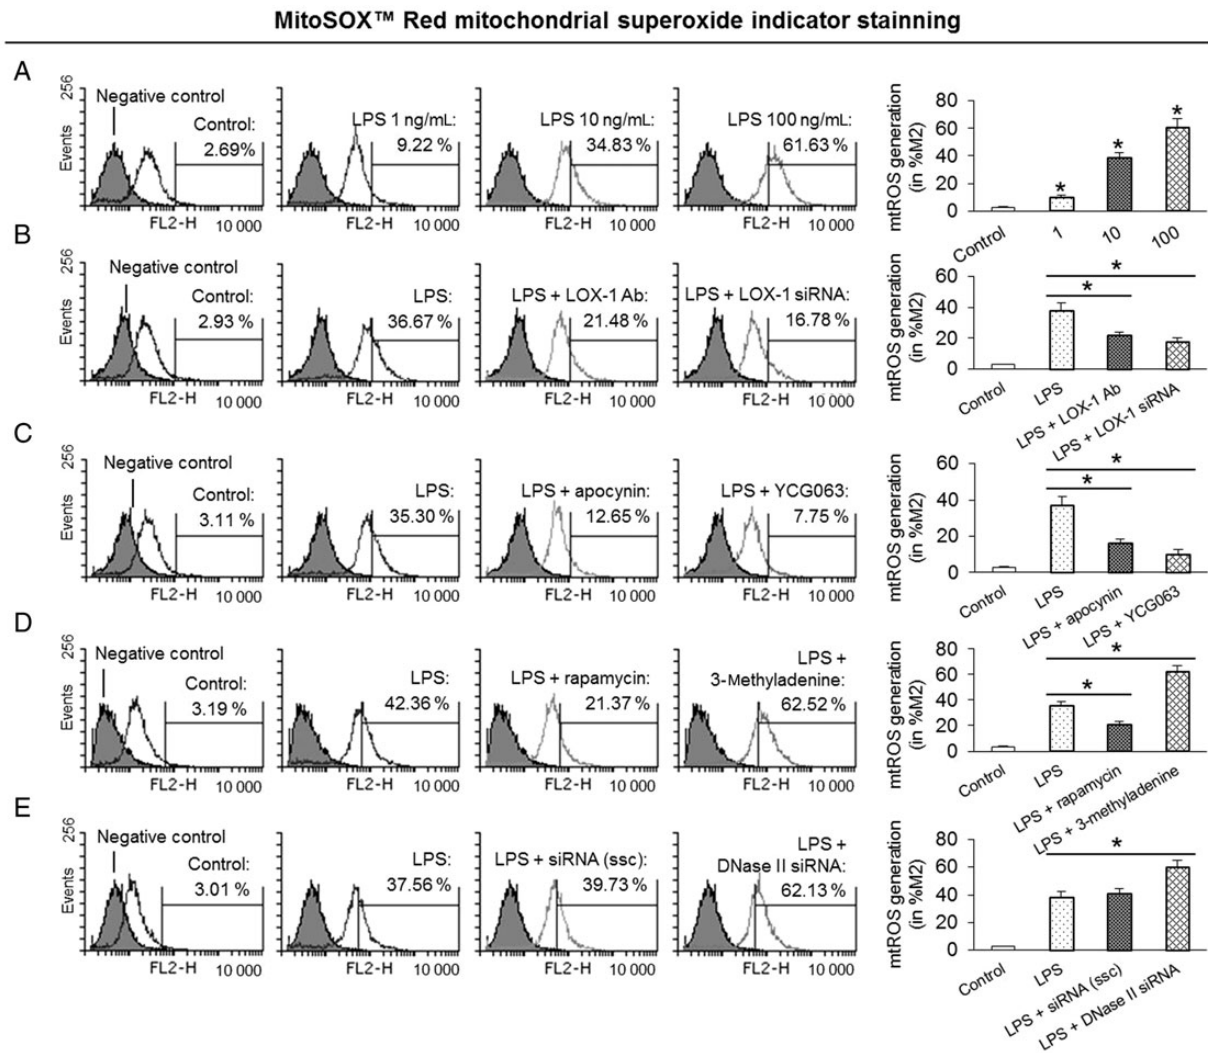 MitoSOX™ Red mitochondrial superoxide indicator stainning
A
256
Events
Negative control
Control:
2.69%
FL2-H
10 000
LPS 1 ng/mL:
9.22 %
FL2-H
10 000
LPS 10 ng/mL:
34.83 %
FL2-H
10 000
LPS 100 ng/mL:
61.63 %
FL2-H
10 000
mtROS generation
(in %M2)
80
60
40
20
0
*
*
*
Control
1
10
100
B
256
Events
Negative control
Control:
2.93 %
FL2-H
10 000
LPS:
36.67 %
FL2-H
10 000
LPS + LOX-1 Ab:
21.48 %
FL2-H
10 000
LPS + LOX-1 siRNA:
16.78 %
FL2-H
10 000
mtROS generation
(in %M2)
60
40
20
0
*
*
Control
LPS
LPS + LOX-1 Ab
LPS + LOX-1 siRNA
C
256
Events
Negative control
Control:
3.11 %
FL2-H
10 000
LPS:
35.30 %
FL2-H
10 000
LPS + apocynin:
12.65 %
FL2-H
10 000
LPS + YCG063:
7.75 %
FL2-H
10 000
mtROS generation
(in %M2)
60
40
20
0
*
*
Control
LPS
LPS + apocynin
LPS + YCG063
D
256
Events
Negative control
Control:
3.19 %
FL2-H
10 000
LPS:
42.36 %
FL2-H
10 000
LPS + rapamycin:
21.37 %
FL2-H
10 000
LPS +
3-Methyladenine:
62.52 %
FL2-H
10 000
mtROS generation
(in %M2)
80
60
40
20
0
*
*
Control
LPS
LPS + rapamycin
LPS + 3-methyladenine
E
256
Events
Negative control
Control:
3.01 %
FL2-H
10 000
LPS:
37.56 %
FL2-H
10 000
LPS + siRNA (ssc):
39.73 %
FL2-H
10 000
LPS +
DNase II siRNA:
62.13 %
FL2-H
10 000
mtROS generation
(in %M2)
80
60
40
20
0
*
Control
LPS
LPS + siRNA (ssc)
LPS + DNase II siRNA